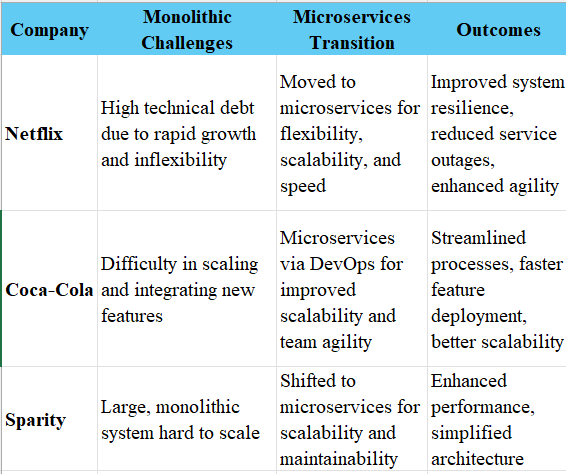 Company
Monolithic
Challenges
Microservices
Transition
Outcomes
Netflix
High technical debt
due to rapid growth
and inflexibility
Moved to
microservices for
flexibility,
scalability, and
speed
Improved system
resilience,
reduced service
outages,
enhanced agility
Coca-Cola
Difficulty in scaling
and integrating new
features
Microservices
via DevOps for
improved
scalability and
team agility
Streamlined
processes, faster
feature
deployment,
better scalability
Sparity
Large, monolithic
system hard to scale
Shifted to
microservices for
scalability and
maintainability
Enhanced
performance,
simplified
architecture